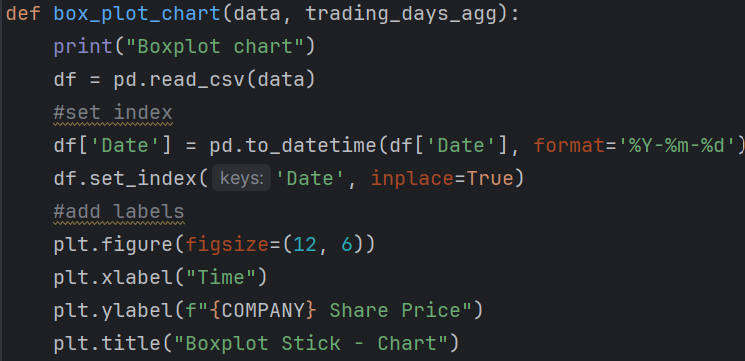 def box_plot_chart(data, trading_days_agg):
    print("Boxplot chart")
    df = pd.read_csv(data)
    #set index
    df['Date'] = pd.to_datetime(df['Date'], format='%Y-%m-%d')
    df.set_index( keys: 'Date', inplace=True)
    #add labels
    plt.figure(figsize=(12, 6))
    plt.xlabel("Time")
    plt.ylabel(f"{COMPANY} Share Price")
    plt.title("Boxplot Stick - Chart")